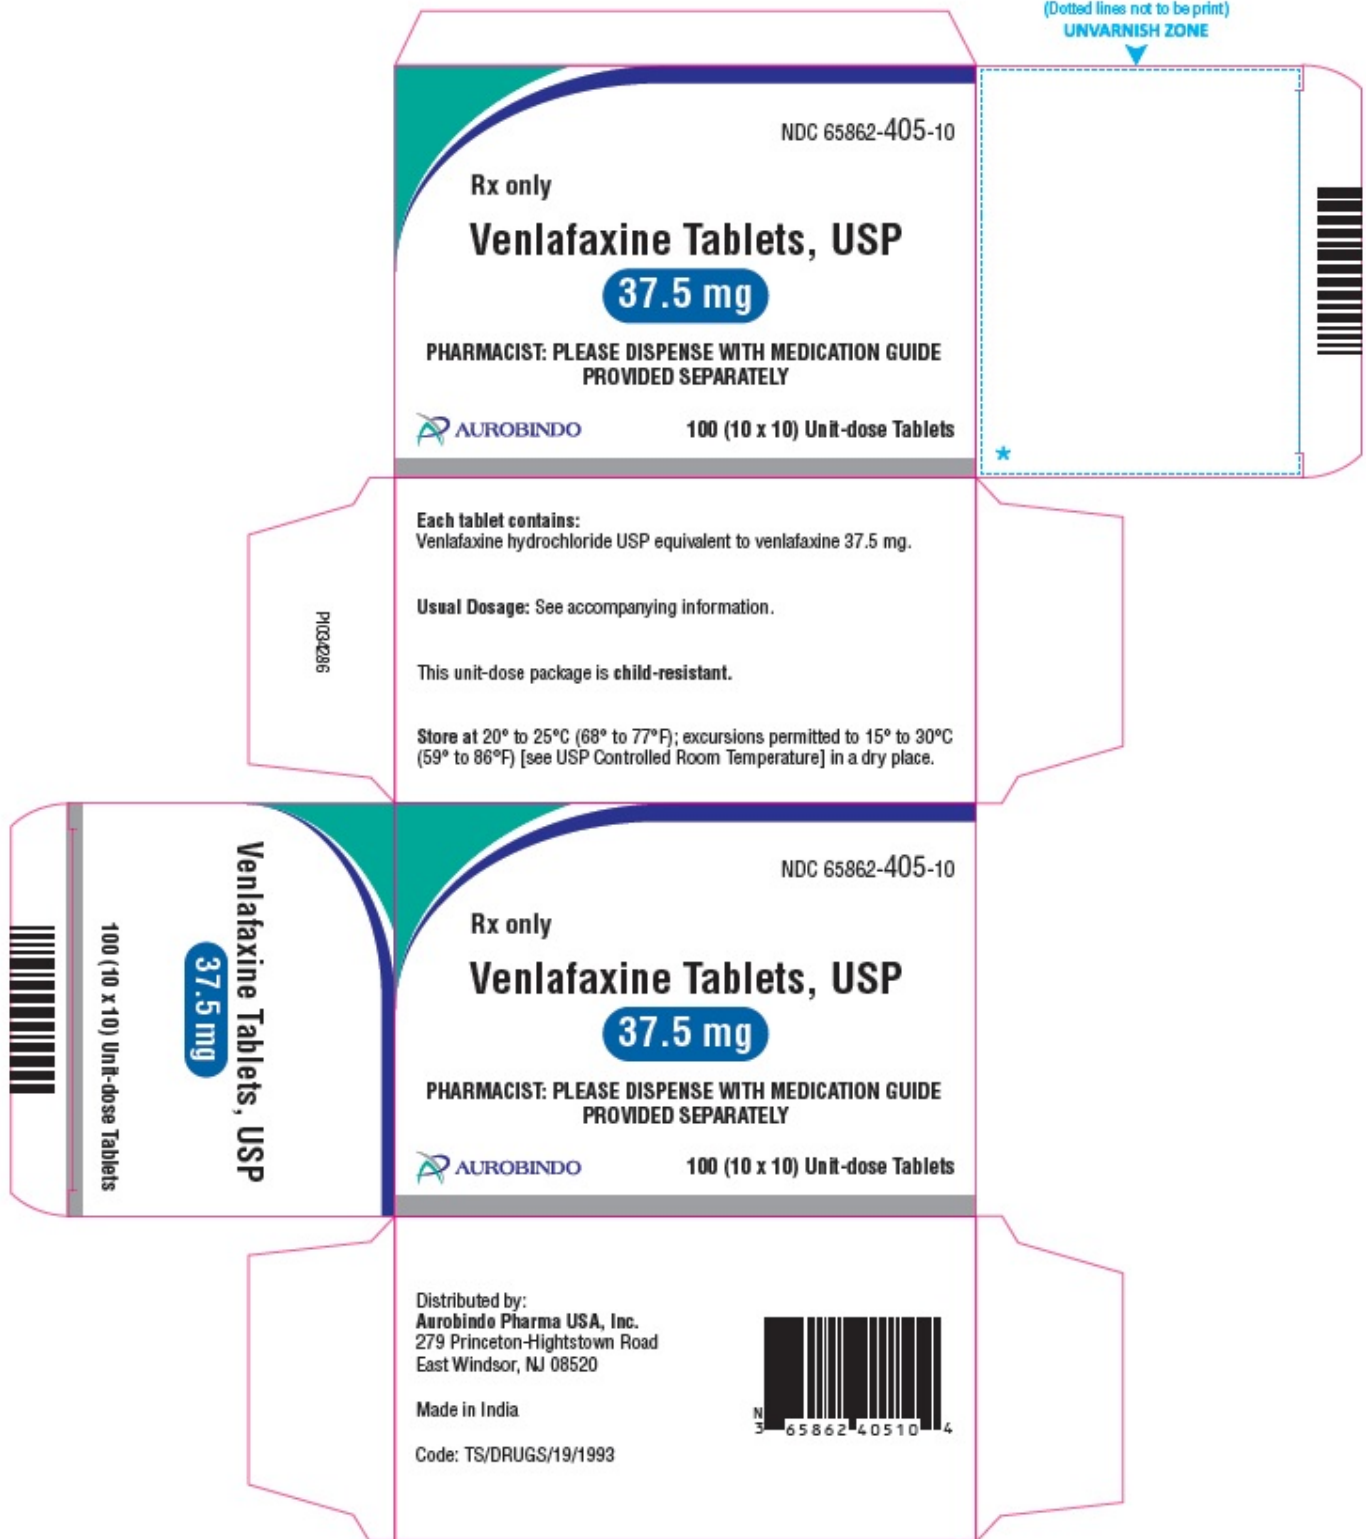 (Dotted lines not to be print)
UNVARNISH ZONE
NDC 65862-405-10
Rx only
Venlafaxine Tablets, USP
37.5 mg
PHARMACIST: PLEASE DISPENSE WITH MEDICATION GUIDE
PROVIDED SEPARATELY
AUROBINDO
100 (10 x 10) Unit-dose Tablets
*
Each tablet contains:
Venlafaxine hydrochloride USP equivalent to venlafaxine 37.5 mg.
Usual Dosage: See accompanying information.
This unit-dose package is child-resistant.
Store at 20° to 25°C (68° to 77°F); excursions permitted to 15° to 30°C
(59° to 86°F) [see USP Controlled Room Temperature] in a dry place.
P1034286
Venlafaxine Tablets, USP
37.5 mg
100 (10 x 10) Unit-dose Tablets
NDC 65862-405-10
Rx only
Venlafaxine Tablets, USP
37.5 mg
PHARMACIST: PLEASE DISPENSE WITH MEDICATION GUIDE
PROVIDED SEPARATELY
AUROBINDO
100 (10 x 10) Unit-dose Tablets
Distributed by:
Aurobindo Pharma USA, Inc.
279 Princeton-Hightstown Road
East Windsor, NJ 08520
Made in India
Code: TS/DRUGS/19/1993
N
3 65862 40510 4